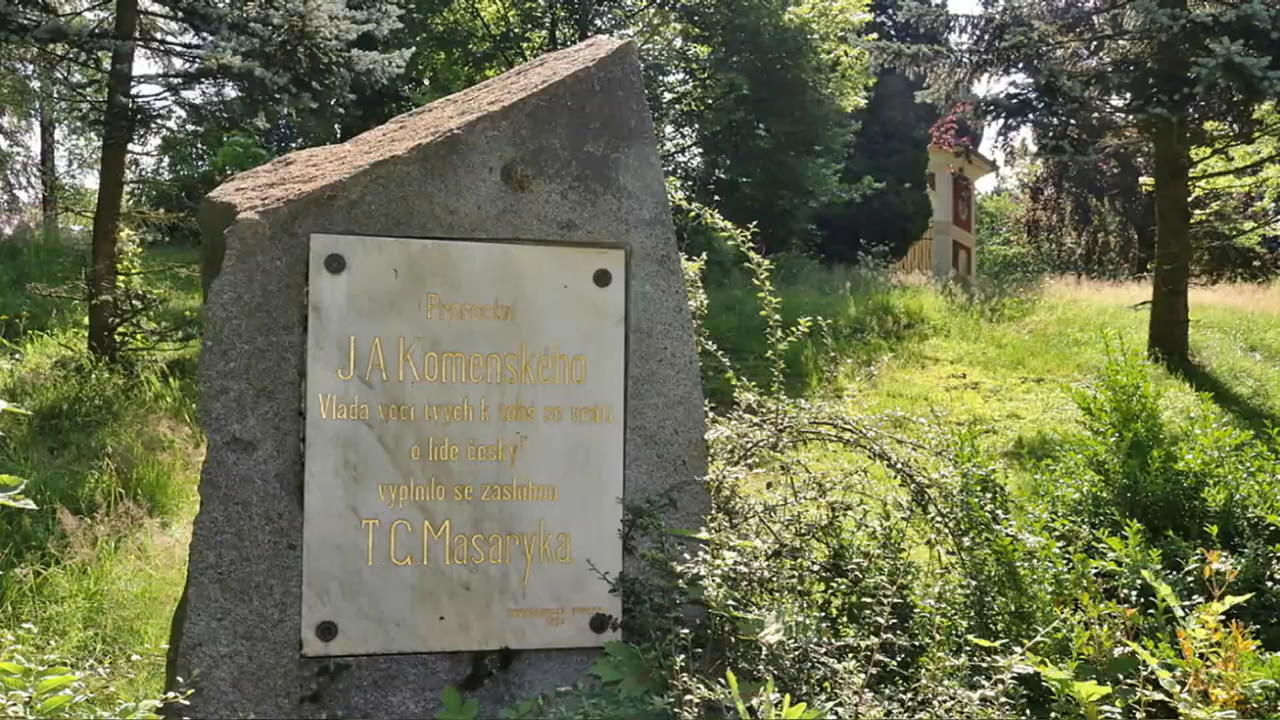 Proroctví
J A Komenského
Vláda věcí tvých k tobě se vrátí
o lide český!"
vyplnilo se zásluhou
T. G. Masaryka